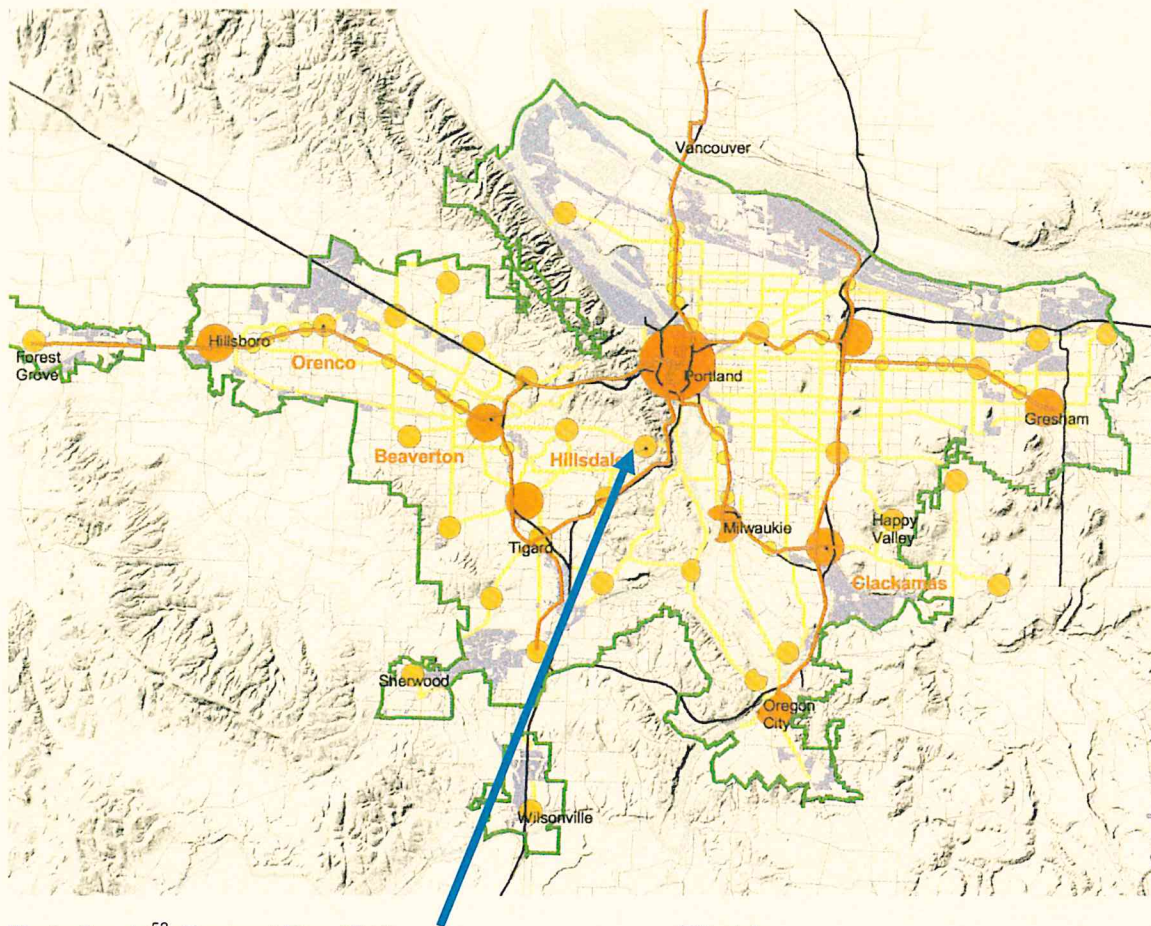 Vancouver
Hillsboro
Forest
Grove
Orenco
Portland
Gresham
Beaverton
Hillsdale
Milwaukie
Happy
Valley
Tigard
Clackamas
Sherwood
Oregon
City
Wilsonville